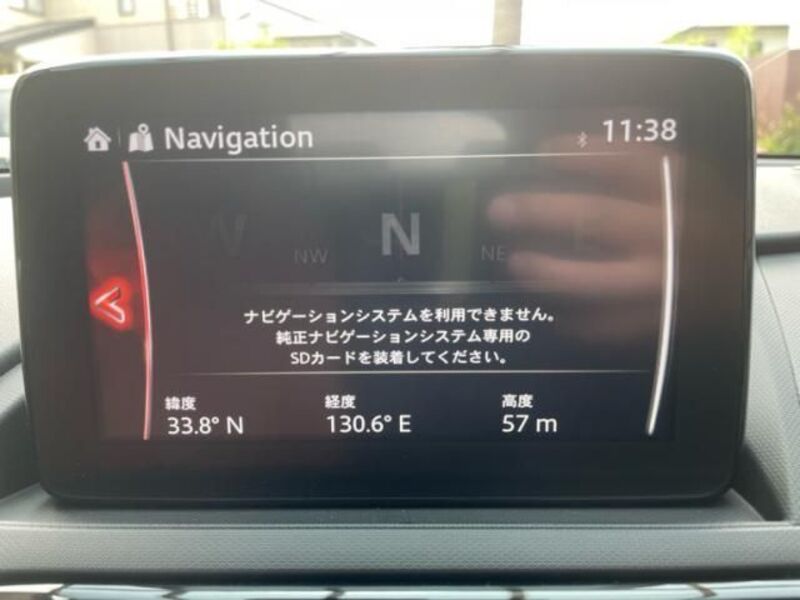 Navigation 11:38
N
NW NE
ナビゲーションシステムを利用できません。
純正ナビゲーションシステム専用の
SDカードを装着してください。
緯度 経度 高度
33.8° N 130.6° E 57 m